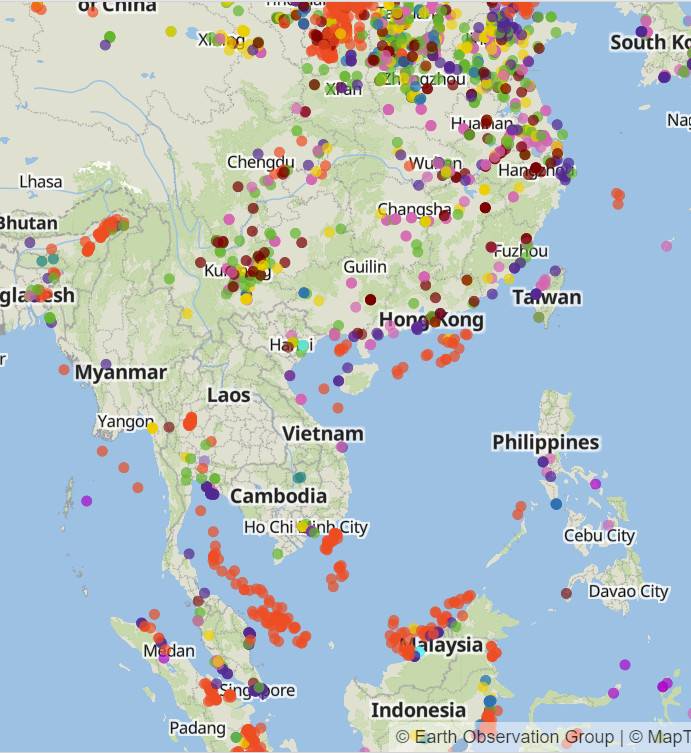 of China
South Ko
Xining
Xi'an
Zhengzhou
Nag
Huainan
Chengdu
Wuhan
Hangzhou
Lhasa
Changsha
Bhutan
Fuzhou
Kunming
Guilin
gladesh
Taiwan
Hong Kong
Hanoi
r
Myanmar
Laos
Yangon
Vietnam
Philippines
Cambodia
Ho Chi Minh City
Cebu City
Davao City
Medan
Malaysia
Singapore
Indonesia
Padang
© Earth Observation Group | © MapT